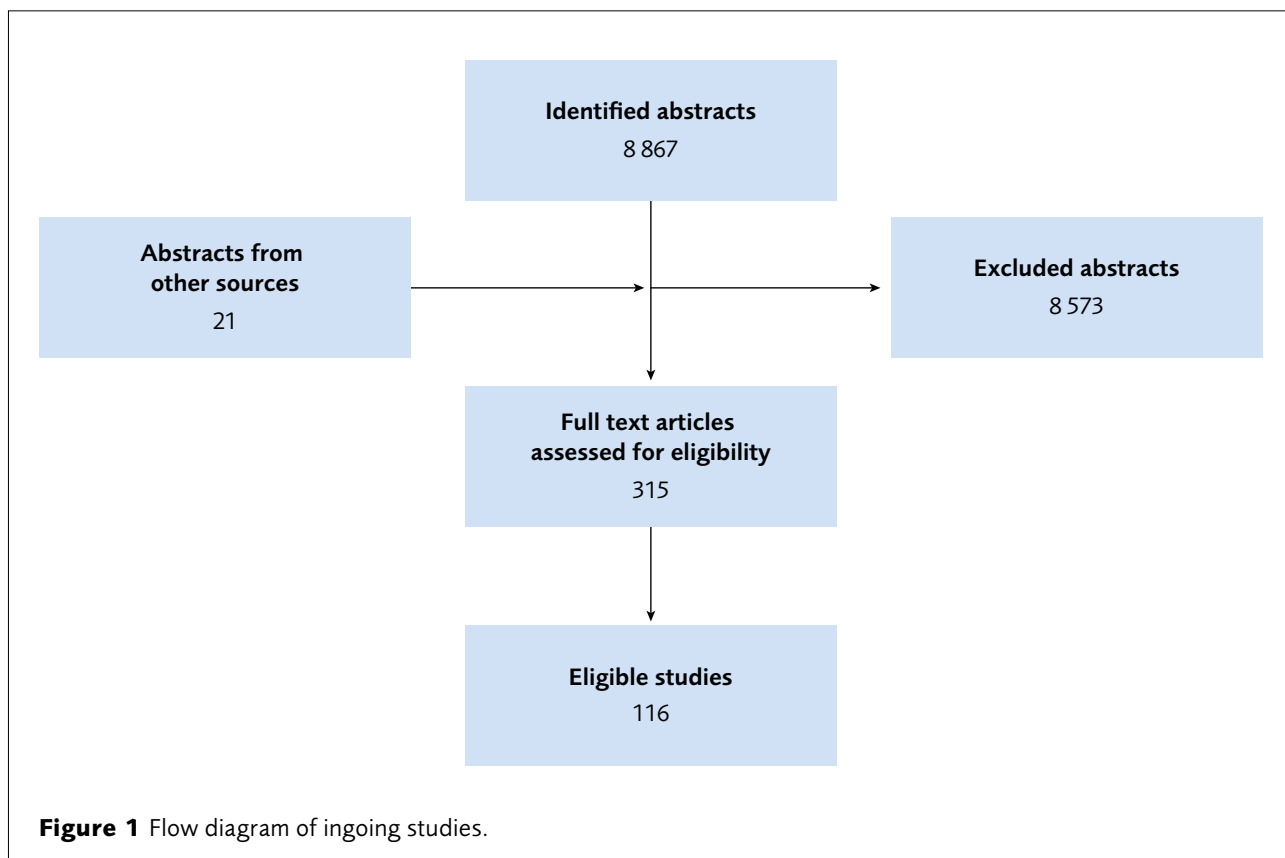 Identified abstracts
8 867
Abstracts from
other sources
21
Excluded abstracts
8 573
Full text articles
assessed for eligibility
315
Eligible studies
116
Figure 1 Flow diagram of ingoing studies.